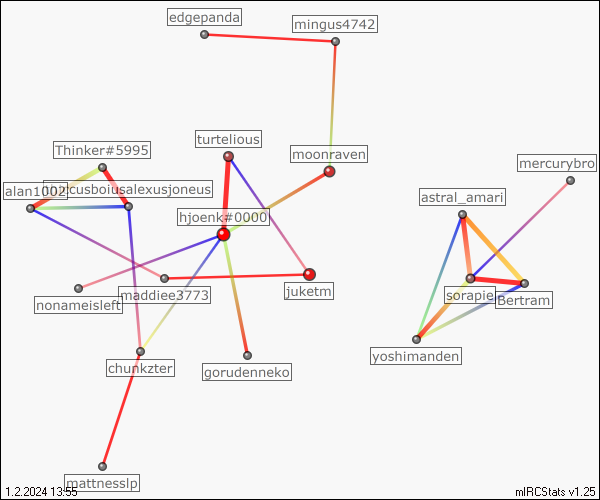 edgepanda
mingus4742
turtelious
Thinker#5995
moonraven
mercurybro
alan1002
cusboiusalexusjoneus
astral_amari
hjoenk#0000
nonameisleft
maddiee3773
juketm
sorapie
Bertram
yoshimanden
chunkzter
gorudenneko
mattnesslp
1.2.2024 13:55
mIRCStats v1.25